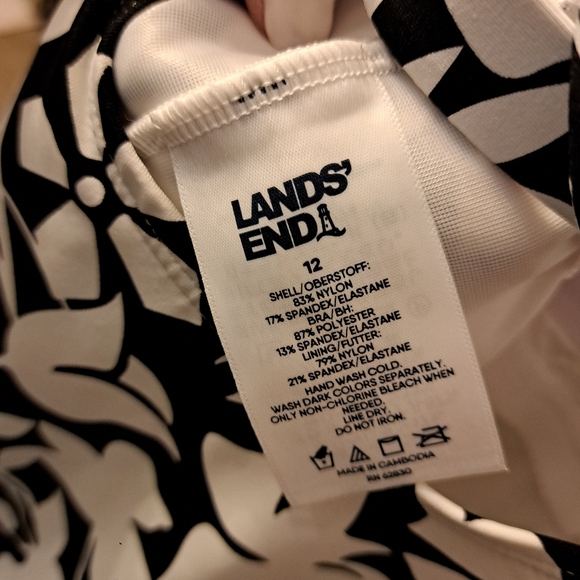 LANDS'
END
12
SHELL/OBERSTOFF:
83% NYLON
17% SPANDEX/ELASTANE
BRA/BH:
87% POLYESTER
13% SPANDEX/ELASTANE
LINING/FUTTER:
79% NYLON
21% SPANDEX/ELASTANE
HAND WASH COLD.
WASH DARK COLORS SEPARATELY.
ONLY NON-CHLORINE BLEACH WHEN
NEEDED.
LINE DRY.
DO NOT IRON.
MADE IN CAMBODIA
RN 62830